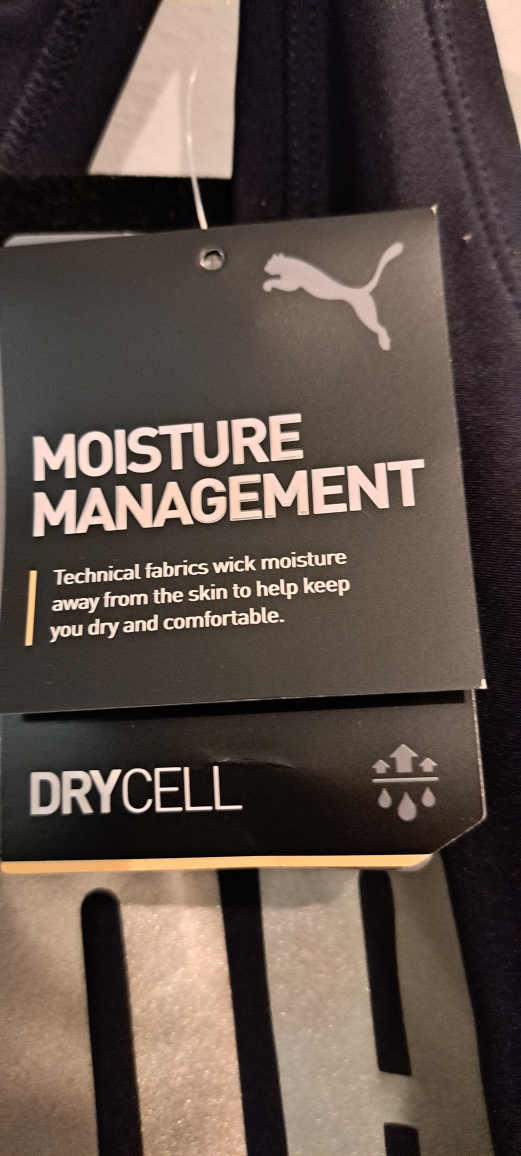 MOISTURE
MANAGEMENT
Technical fabrics wick moisture
away from the skin to help keep
you dry and comfortable.
DRYCELL